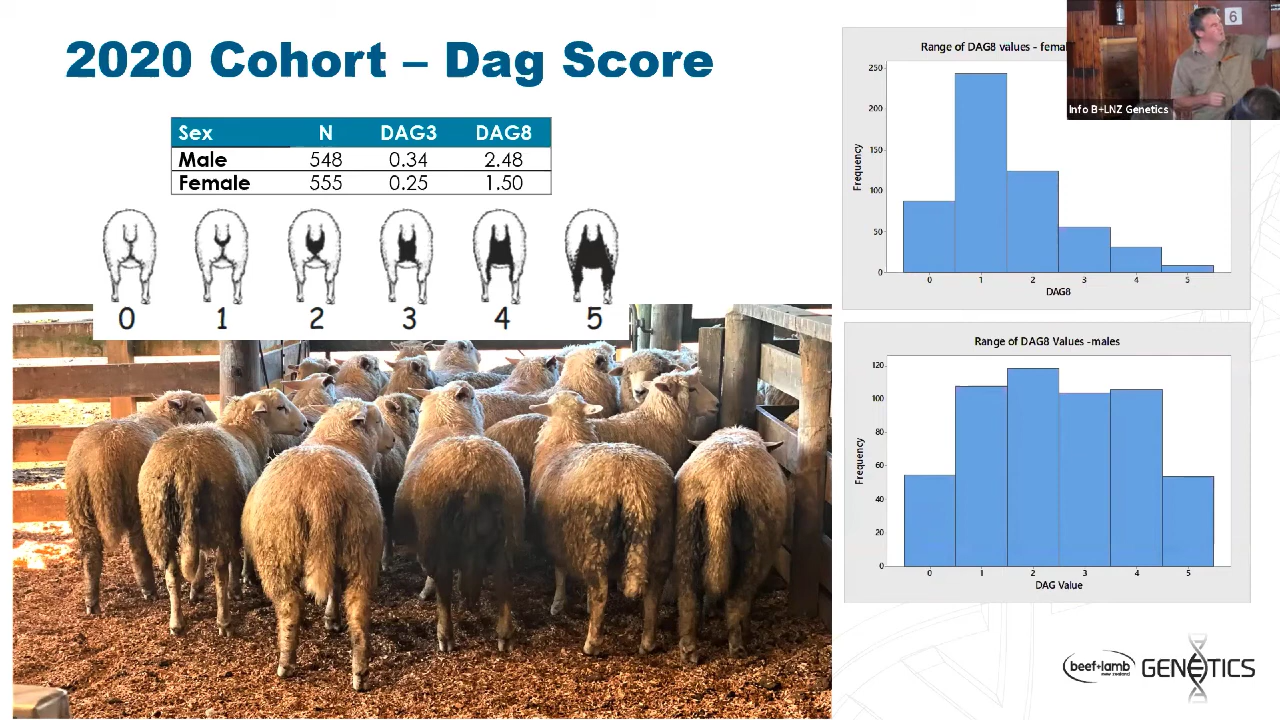 2020 Cohort – Dag Score
Sex N DAG3 DAG8
Male 548 0.34 2.48
Female 555 0.25 1.50
0 1 2 3 4 5
Range of DAG8 values - 
250
200
150
100
50
0
Frequency
0 1 2 3 4 5
DAG8
6
Info B+LNZ Genetics
Range of DAG8 Values -males
120
100
80
60
40
20
0
Frequency
0 1 2 3 4 5
DAG Value
beef+lamb
new zealand
GENETICS